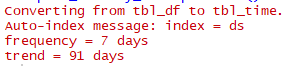 Converting from tbl_df to tbl_time.
Auto-index message: index = ds
frequency = 7 days
trend = 91 days